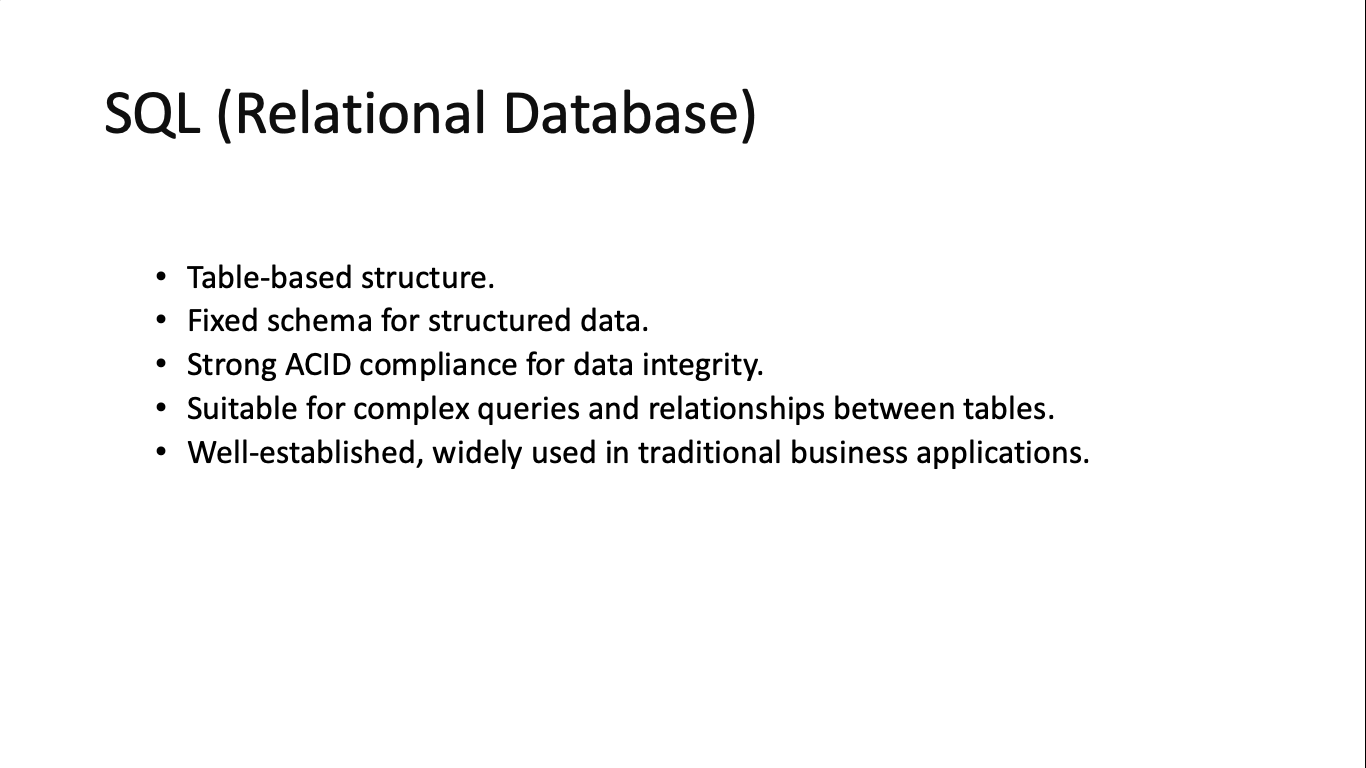 SQL (Relational Database)
• Table-based structure.
• Fixed schema for structured data.
• Strong ACID compliance for data integrity.
• Suitable for complex queries and relationships between tables.
• Well-established, widely used in traditional business applications.